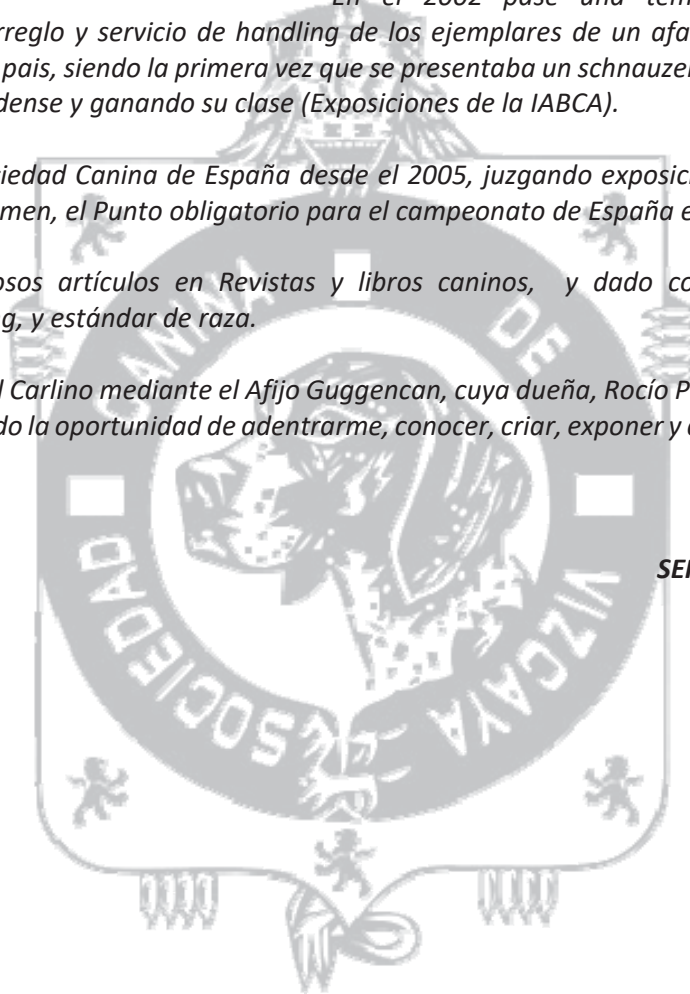 En el 2002 pasé una tem
rreglo y servicio de handling de los ejemplares de un afa
pais, siendo la primera vez que se presentaba un schnauzer
dense y ganando su clase (Exposiciones de la IABCA).
ciedad Canina de España desde el 2005, juzgando exposici
men, el Punto obligatorio para el campeonato de España e
sos artículos en Revistas y libros caninos, y dado co
g, y estándar de raza.
l Carlino mediante el Afijo Guggencan, cuya dueña, Rocío P
do la oportunidad de adentrarme, conocer, criar, exponer y
SE
SOCIEDAD CANINA DE VIZCAYA